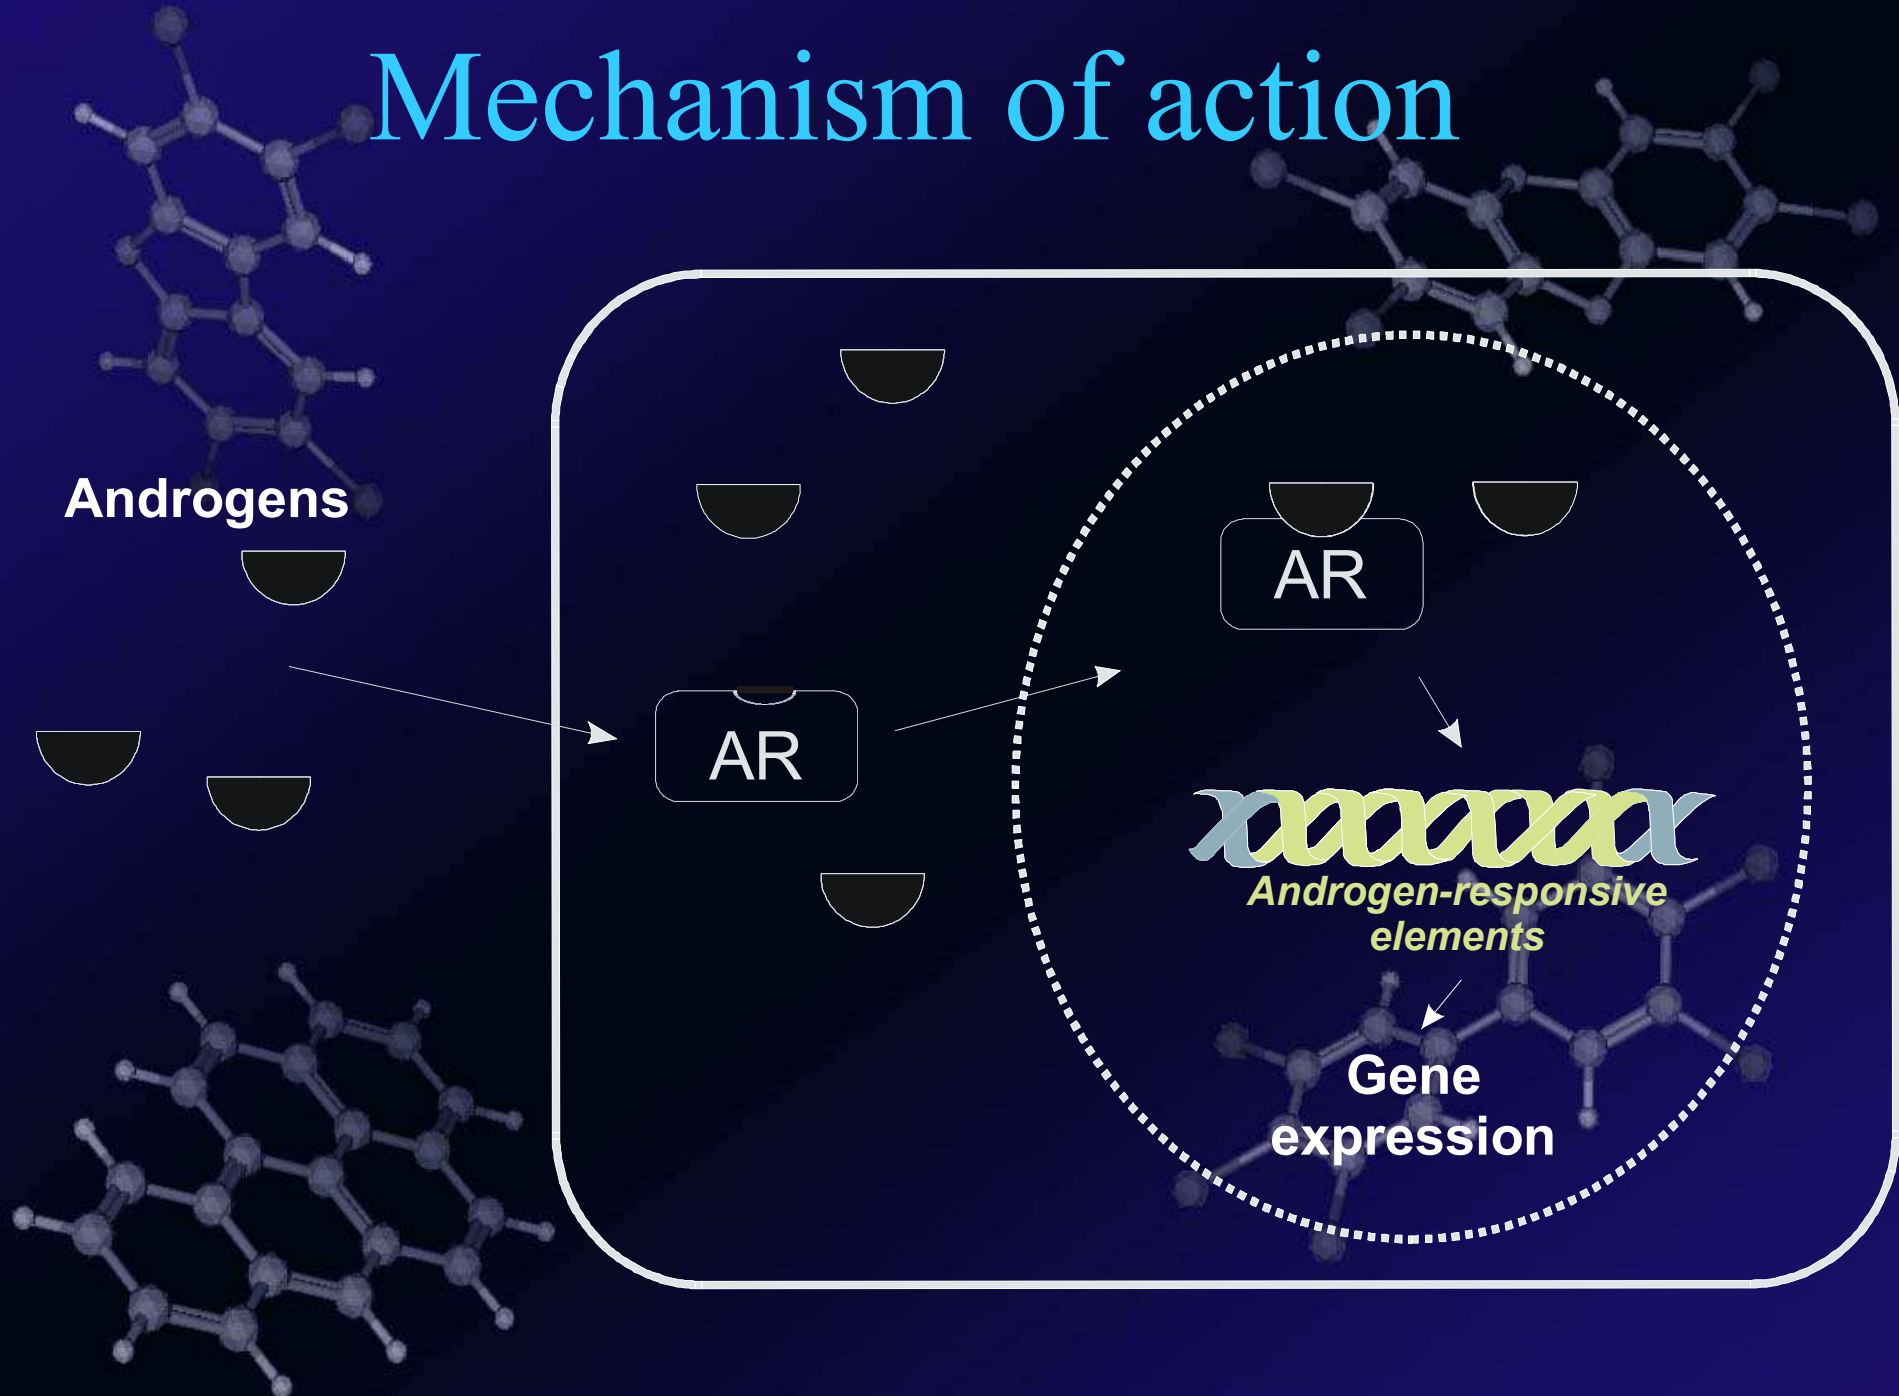 Mechanism of action
Androgens
AR
AR
Androgen-responsive
elements
Gene
expression